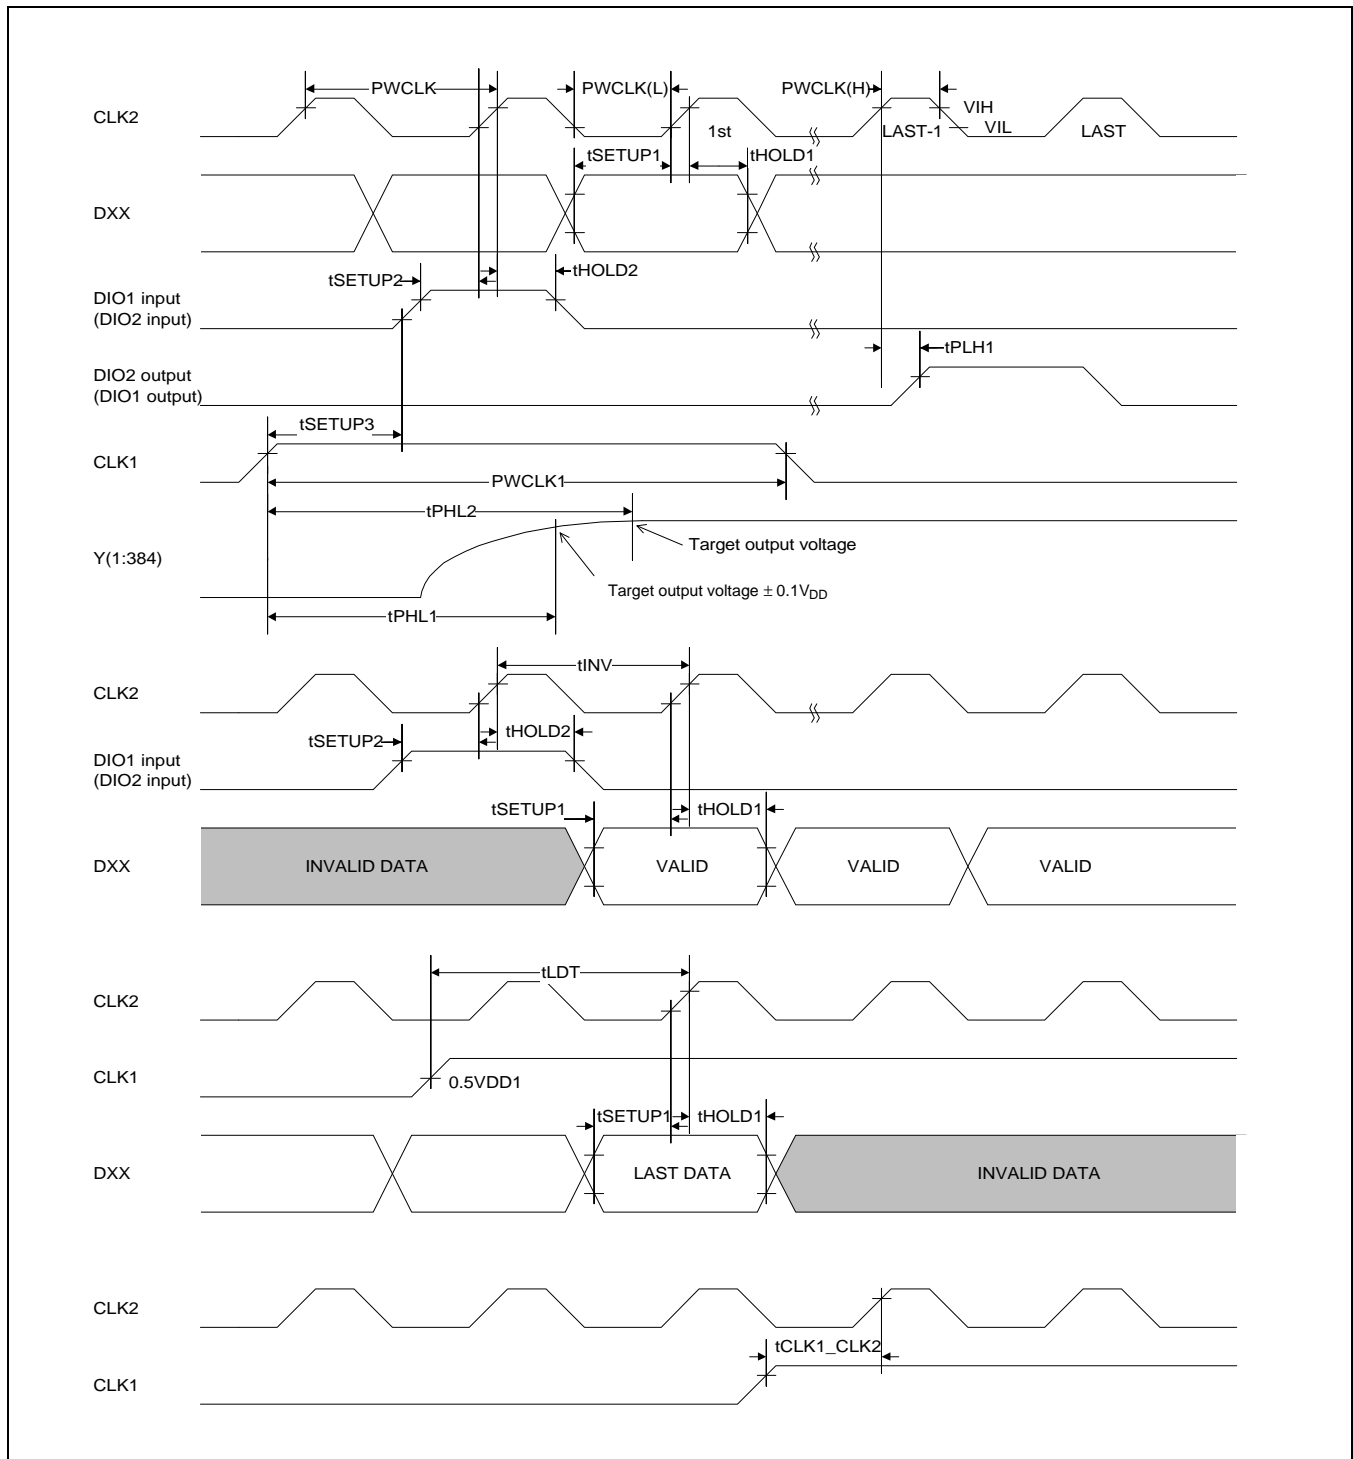 PWCLK PWCLK(L) PWCLK(H)
CLK2 1st LAST-1 VIH VIL LAST
tSETUP1 tHOLD1
DXX
tSETUP2 tHOLD2
DIO1 input
(DIO2 input)
tPLH1
DIO2 output
(DIO1 output)
tSETUP3
CLK1
PWCLK1
tPHL2
Target output voltage
Y(1:384)
Target output voltage ± 0.1VDD
tPHL1
tINV
CLK2
tSETUP2 tHOLD2
DIO1 input
(DIO2 input)
tSETUP1 tHOLD1
DXX INVALID DATA VALID VALID VALID
tLDT
CLK2
CLK1 0.5VDD1
tSETUP1 tHOLD1
DXX LAST DATA INVALID DATA
CLK2
tCLK1_CLK2
CLK1